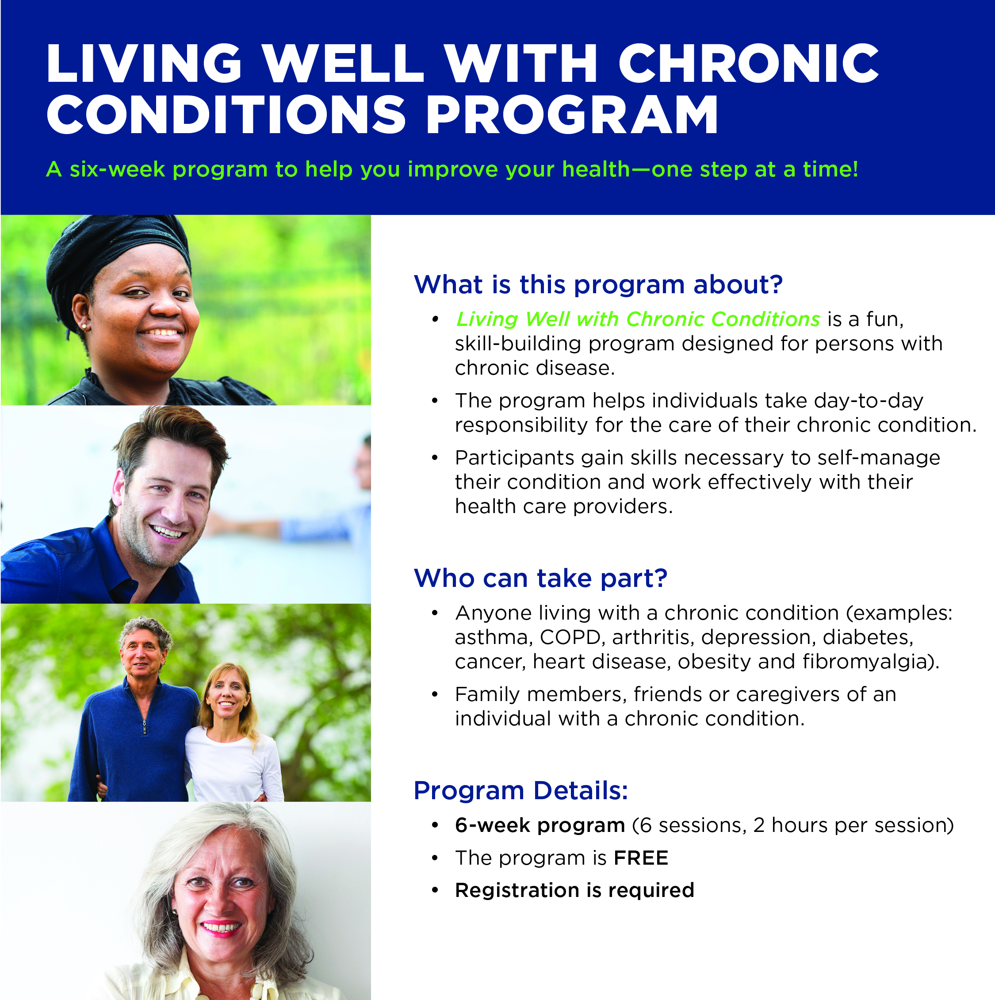 LIVING WELL WITH CHRONIC
CONDITIONS PROGRAM
A six-week program to help you improve your health—one step at a time!
What is this program about?
• Living Well with Chronic Conditions is a fun,
skill-building program designed for persons with
chronic disease.
• The program helps individuals take day-to-day
responsibility for the care of their chronic condition.
• Participants gain skills necessary to self-manage
their condition and work effectively with their
health care providers.
Who can take part?
• Anyone living with a chronic condition (examples:
asthma, COPD, arthritis, depression, diabetes,
cancer, heart disease, obesity and fibromyalgia).
• Family members, friends or caregivers of an
individual with a chronic condition.
Program Details:
• 6-week program (6 sessions, 2 hours per session)
• The program is FREE
• Registration is required